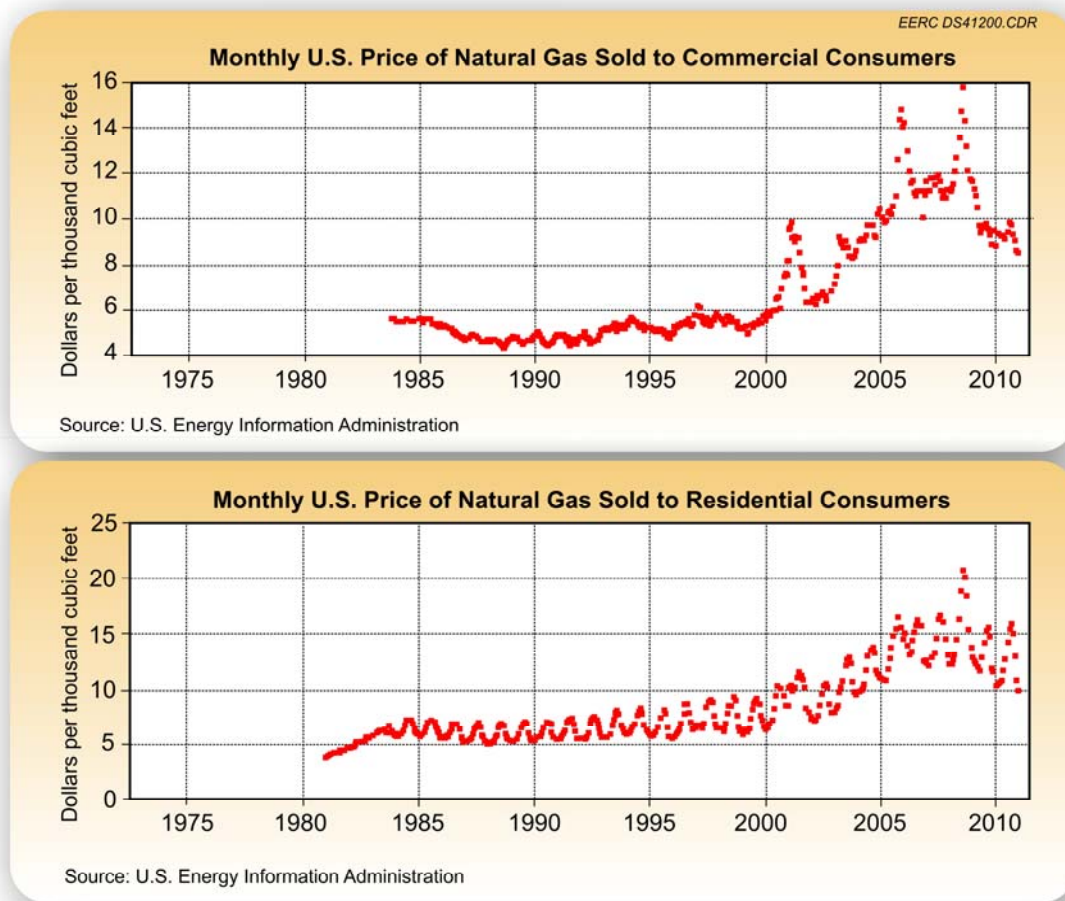 EERC DS41200.CDR
Monthly U.S. Price of Natural Gas Sold to Commercial Consumers
Dollars per thousand cubic feet
16
14
12
10
8
6
4
1975 1980 1985 1990 1995 2000 2005 2010
Source: U.S. Energy Information Administration
Monthly U.S. Price of Natural Gas Sold to Residential Consumers
Dollars per thousand cubic feet
25
20
15
10
5
0
1975 1980 1985 1990 1995 2000 2005 2010
Source: U.S. Energy Information Administration